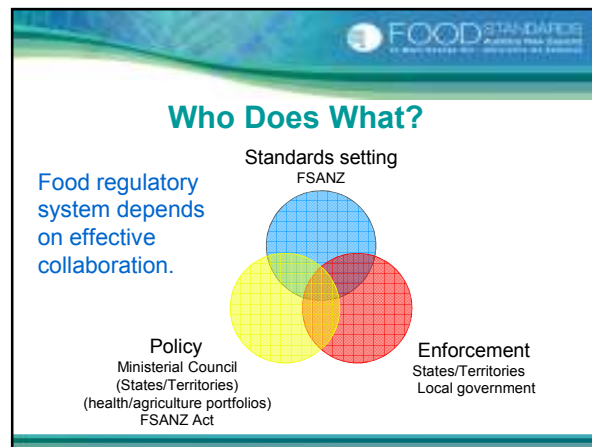 FOOD STANDARDS
Who Does What?
Standards setting
FSANZ
Food regulatory
system depends
on effective
collaboration.
Policy
Ministerial Council
(States/Territories)
(health/agriculture portfolios)
FSANZ Act
Enforcement
States/Territories
Local government